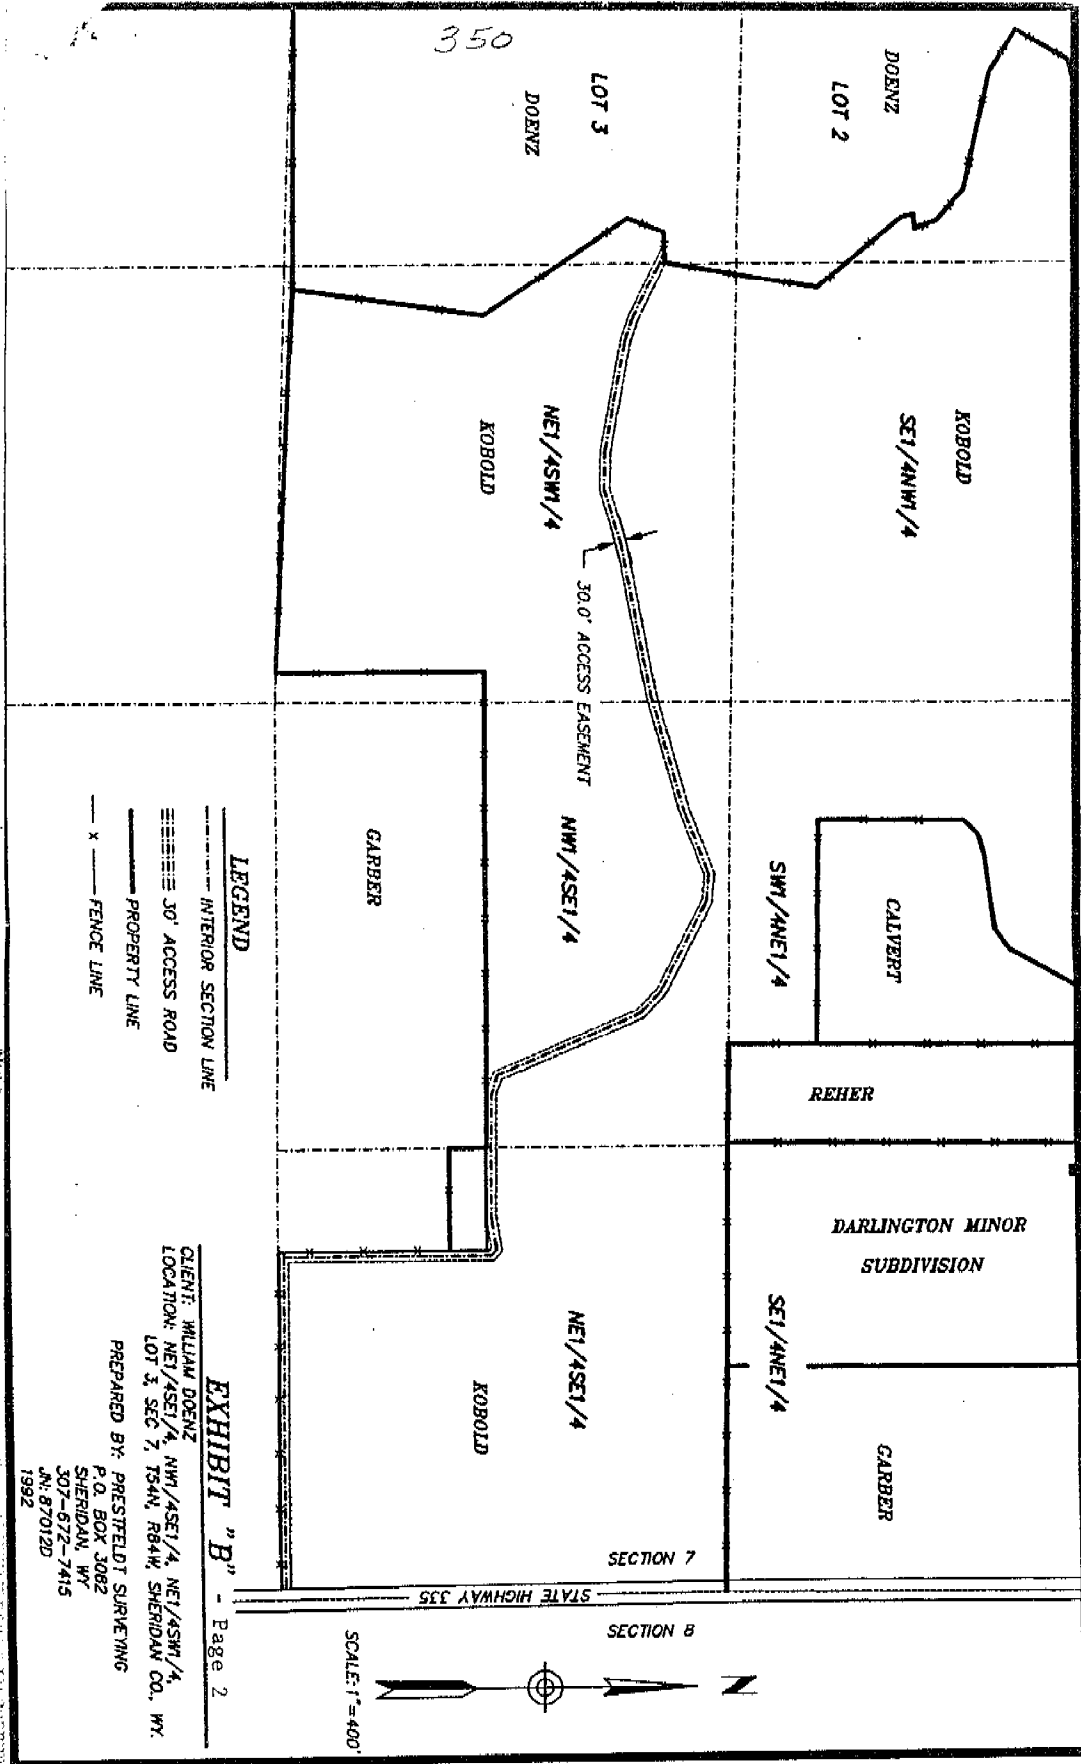 350
DOENZ
LOT 2
LOT 3
DOENZ
KOBOLD
SE1/4NW1/4
NE1/4SW1/4
KOBOLD
30.0' ACCESS EASEMENT
CALVERT
SW1/4NE1/4
NW1/4SE1/4
GARBER
REHER
DARLINGTON MINOR
SUBDIVISION
SE1/4NE1/4
GARBER
NE1/4SE1/4
KOBOLD
SECTION 7
STATE HIGHWAY 335
SECTION 8
N
SCALE: 1"=400'
LEGEND
INTERIOR SECTION LINE
30' ACCESS ROAD
PROPERTY LINE
x FENCE LINE
EXHIBIT "B" - Page 2
CLIENT: WILLIAM DOENZ
LOCATION: NE1/4SE1/4, NW1/4SE1/4, NE1/4SW1/4,
LOT 3, SEC 7, T54N, R84W, SHERIDAN CO., WY.
PREPARED BY: PRESTFELDT SURVEYING
P.O. BOX 3082
SHERIDAN, WY
307-672-7415
JN: 87012D
1992